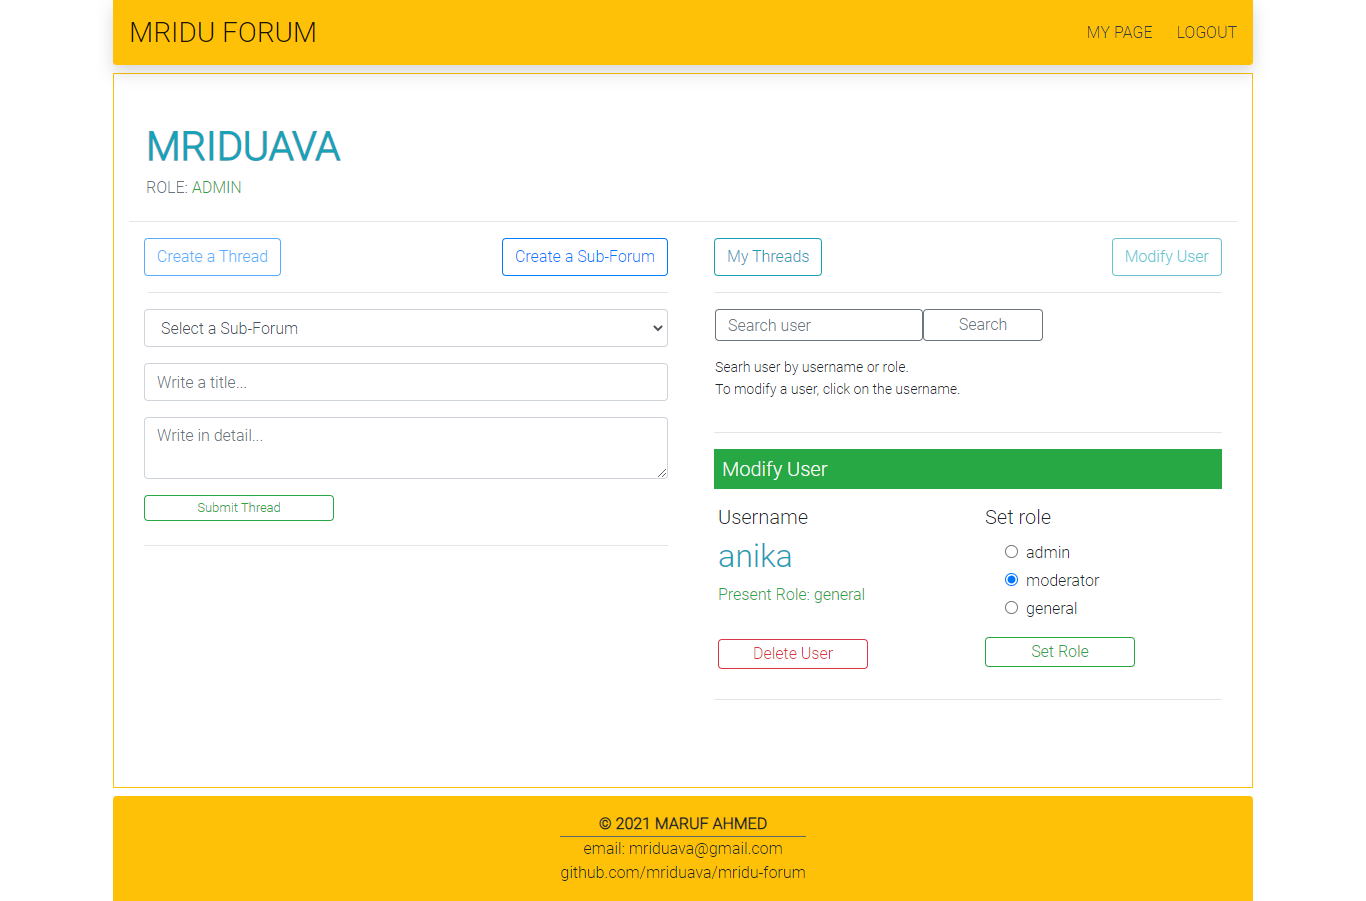 MRIDU FORUM
MY PAGE LOGOUT
MRIDUAVA
ROLE: ADMIN
Create a Thread
Create a Sub-Forum
My Threads
Modify User
Select a Sub-Forum
Write a title...
Write in detail...
Submit Thread
Search user
Search
Searh user by username or role.
To modify a user, click on the username.
Modify User
Username
anika
Present Role: general
Delete User
Set role
admin
moderator
general
Set Role
© 2021 MARUF AHMED
email: mriduava@gmail.com
github.com/mriduava/mridu-forum